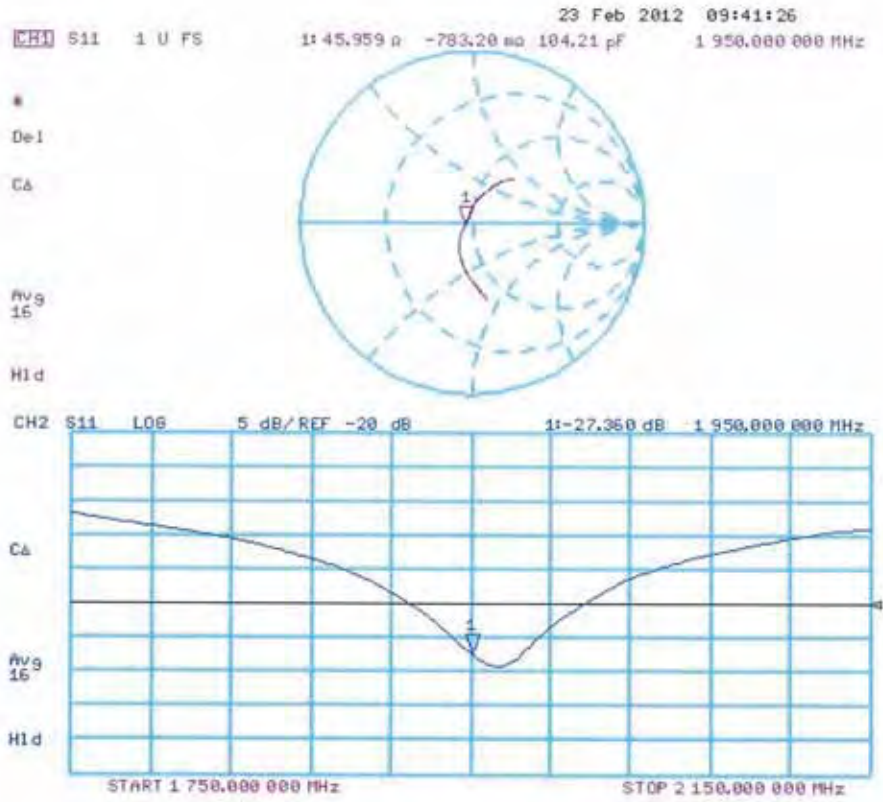 23 Feb 2012 09:41:26
CH1 S11 1 U FS 1: 45.959 Ω -783.20 mΩ 104.21 pF 1 950.000 000 MHz
*
Del
CΔ
1
Avg
16
Hld
CH2 S11 LOG 5 dB/REF -20 dB 1:-27.360 dB 1 950.000 000 MHz
CΔ
1
Avg
16
Hld
START 1 750.000 000 MHz STOP 2 150.000 000 MHz